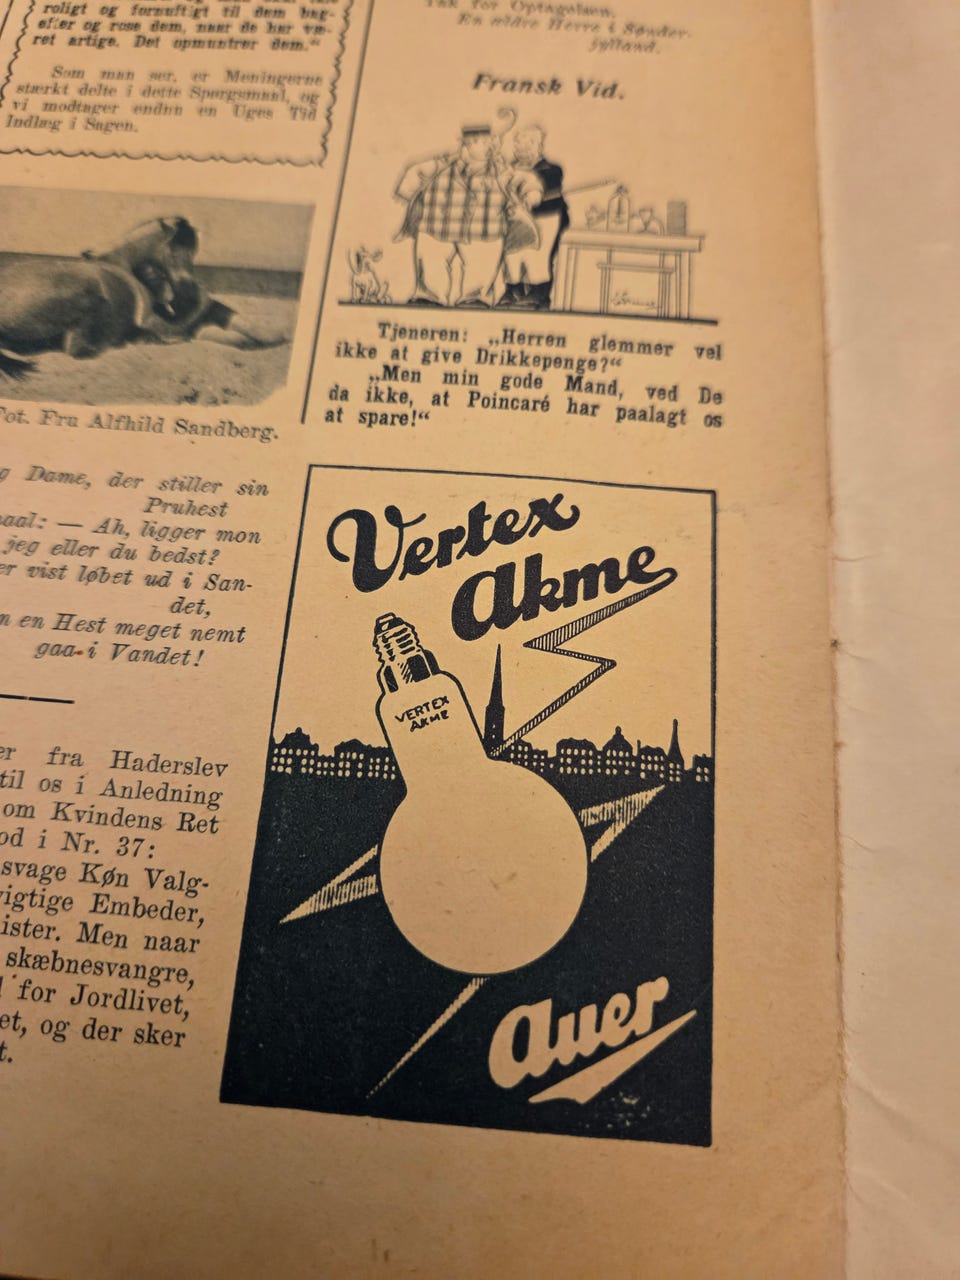 roligt og fornuftigt til dem bag-
efter og rose dem, naar de har væ-
ret artige. Det opmuntrer dem.“
Som man ser, er Meningerne
stærkt delte i dette Spørgsmaal, og
vi modtager endnu en Uges Tid
Indlæg i Sagen.
Fot. Fru Alfhild Sandberg.
Dame, der stiller sin
Pruhest
— Ah, ligger mon
jeg eller du bedst?
vist løbet ud i San-
det,
en Hest meget nemt
gaa i Vandet!
fra Haderslev
til os i Anledning
om Kvindens Ret
i Nr. 37:
svage Køn Valg-
vigtige Embeder,
Men naar
skæbnesvangre,
for Jordlivet,
og der sker
Tak for Optagelsen.
En ældre Herre i Sønder-
jylland.
Fransk Vid.
Tjeneren: „Herren glemmer vel
ikke at give Drikkepenge?“
„Men min gode Mand, ved De
da ikke, at Poincaré har paalagt os
at spare!“
Vertex
Akme
VERTEX
AKME
Auer